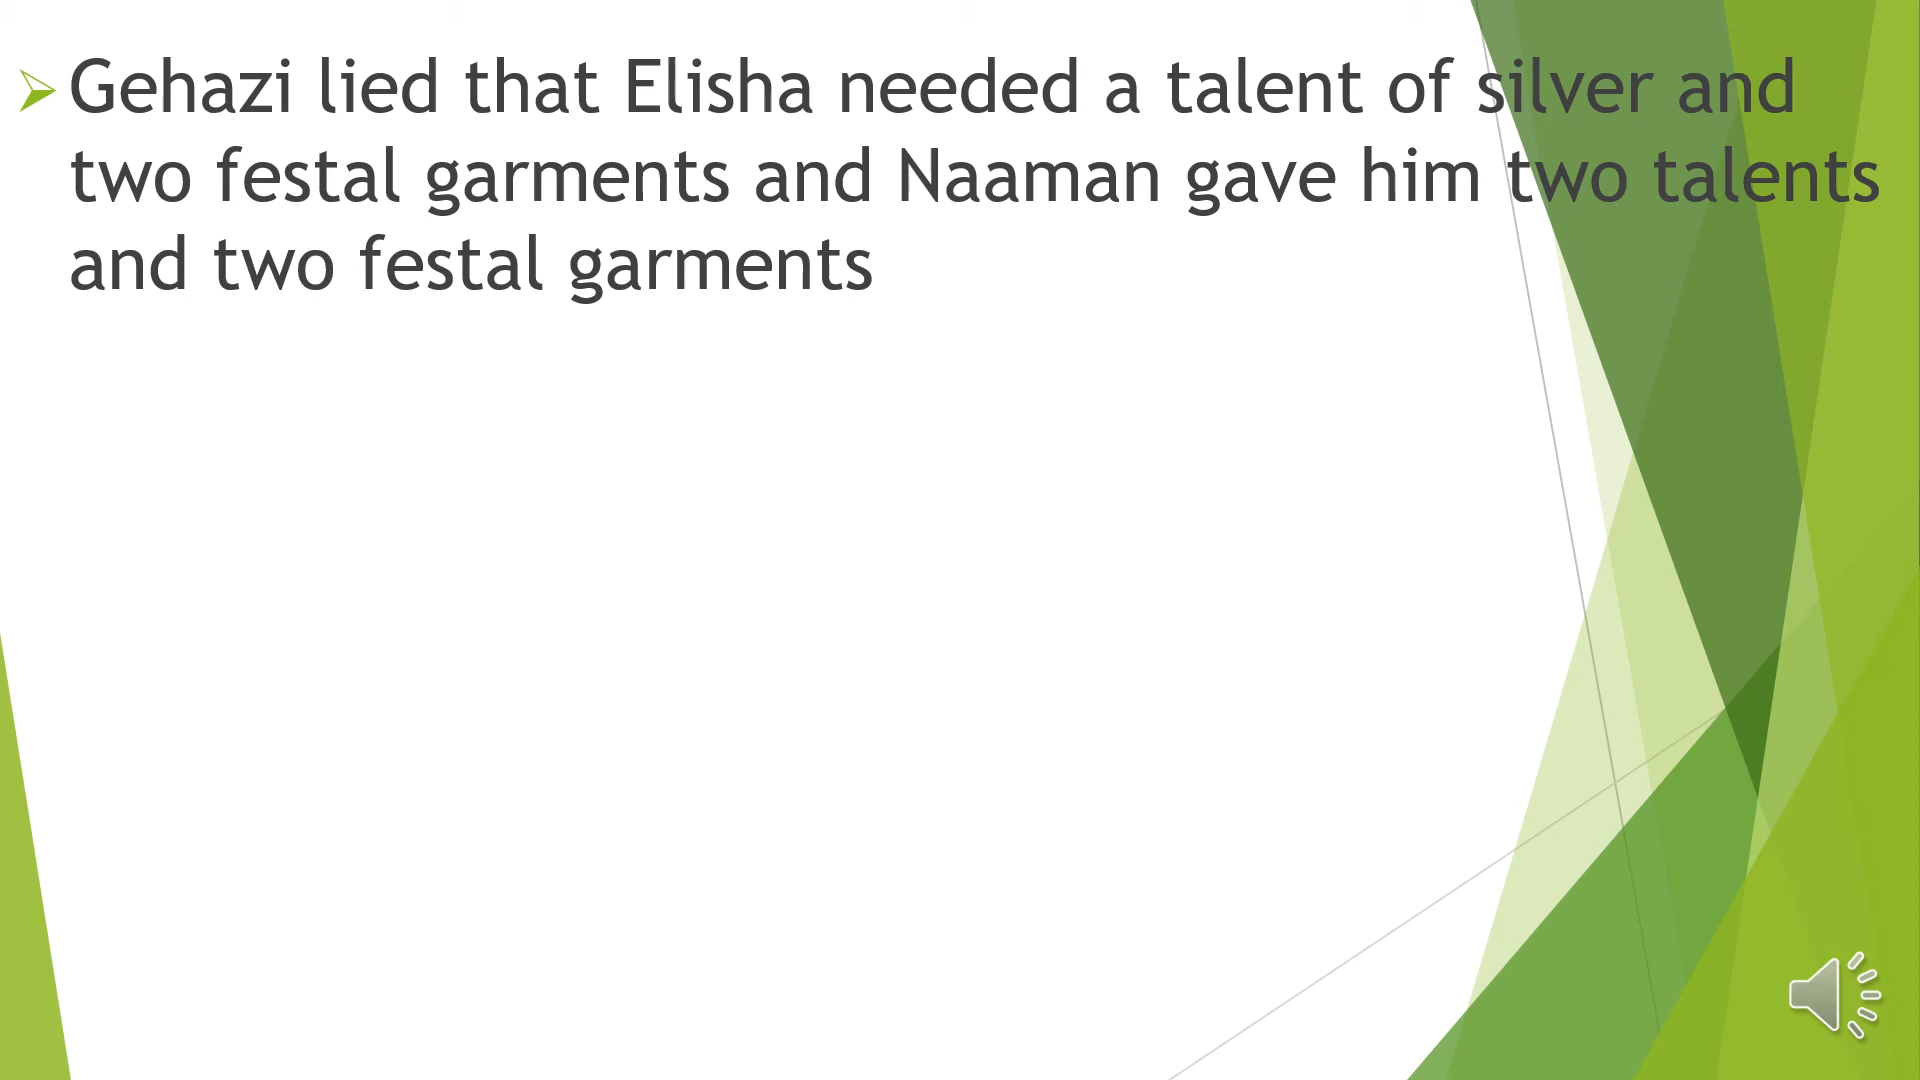 Gehazi lied that Elisha needed a talent of silver and
two festal garments and Naaman gave him two talents
and two festal garments